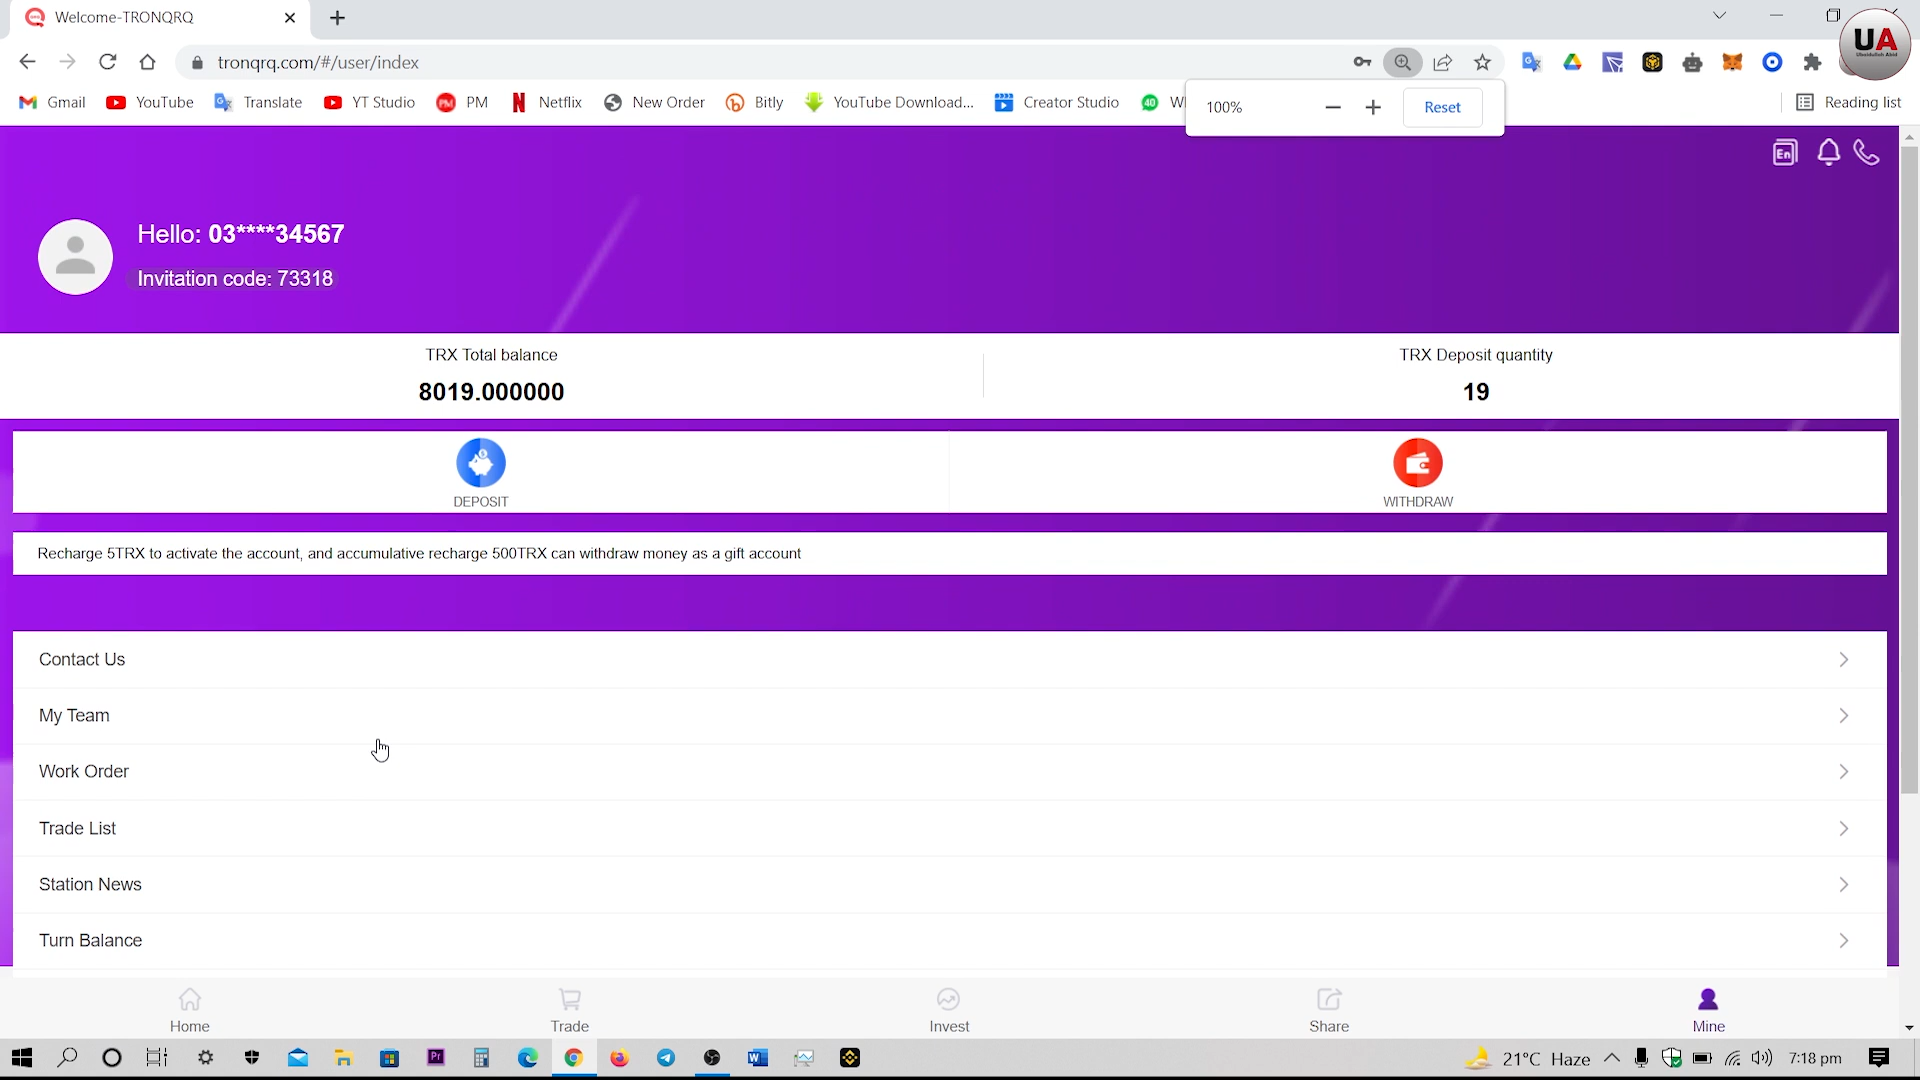 Welcome-TRONQRQ
tronqrq.com/#/user/index
UA
Gmail YouTube Translate YT Studio PM Netflix New Order Bitly YouTube Download... Creator Studio
100% Reset
Reading list
En
Hello: 03****34567
Invitation code: 73318
TRX Total balance
8019.000000
TRX Deposit quantity
19
DEPOSIT
WITHDRAW
Recharge 5TRX to activate the account, and accumulative recharge 500TRX can withdraw money as a gift account
Contact Us
My Team
Work Order
Trade List
Station News
Turn Balance
Home Trade Invest Share Mine
21°C Haze 7:18 pm